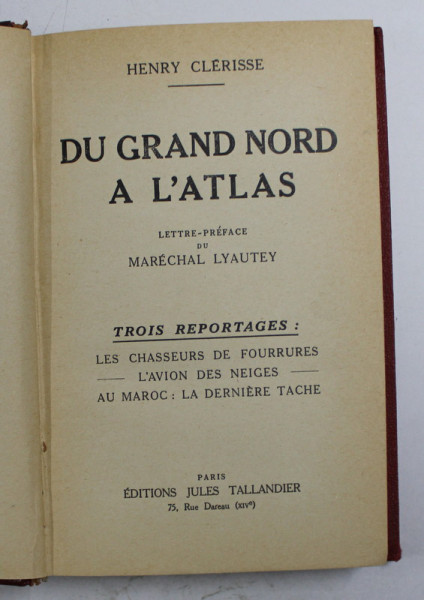 HENRY CLÉRISSE
DU GRAND NORD
A L'ATLAS
LETTRE-PRÉFACE
DU
MARÉCHAL LYAUTEY
TROIS REPORTAGES :
LES CHASSEURS DE FOURRURES
L'AVION DES NEIGES
AU MAROC : LA DERNIÈRE TACHE
PARIS
ÉDITIONS JULES TALLANDIER
75, Rue Dareau (XIVe)